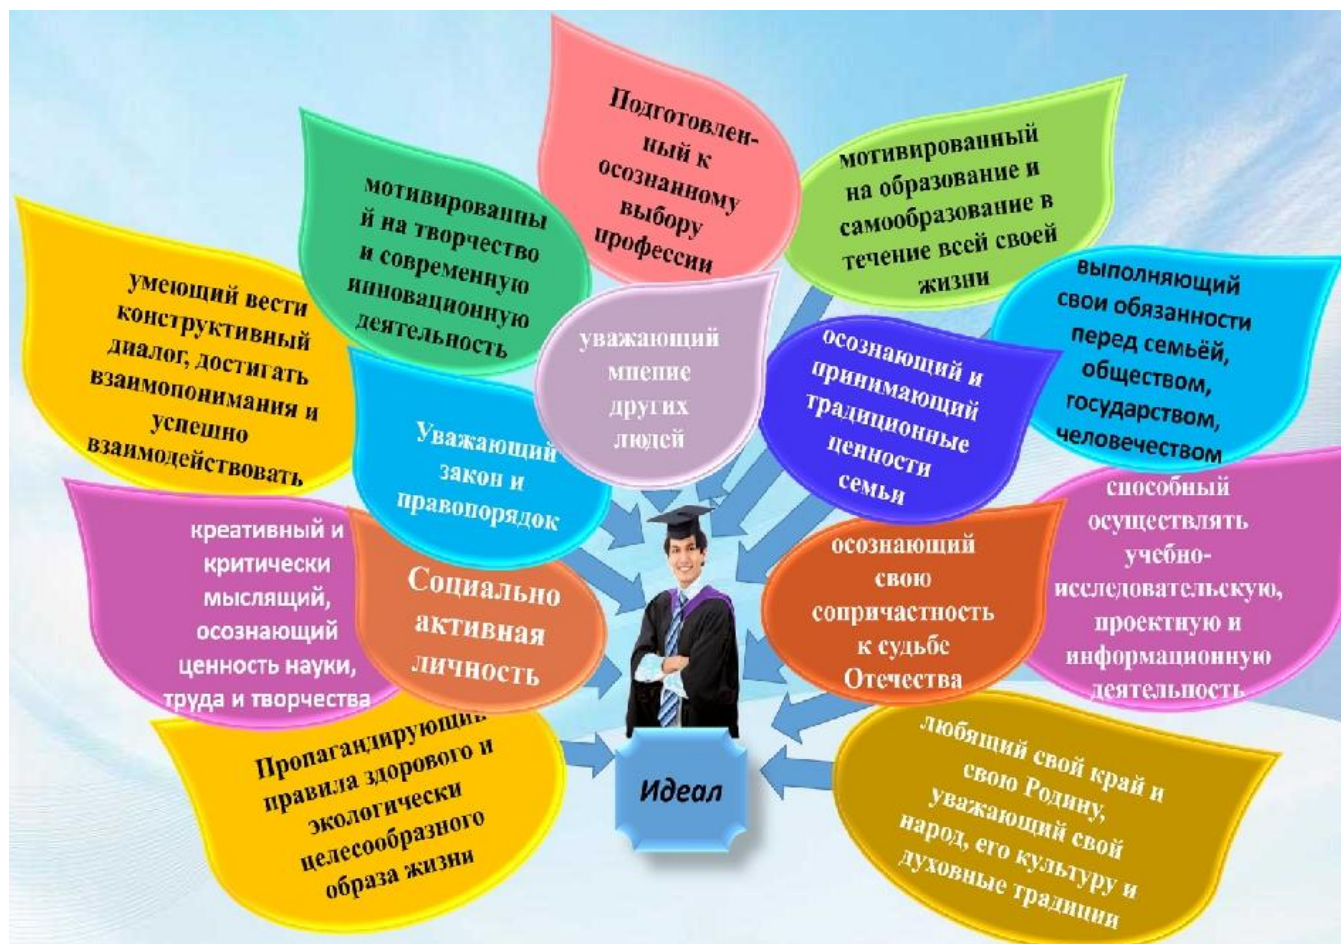 Подготовлен-
ный к
осознанному
выбору
профессии
мотивированный
на образование и
самообразование в
течение всей своей
жизни
мотивированны
й на творчество
и современную
инновационную
деятельность
умеющий вести
конструктивный
диалог, достигать
взаимопонимания и
успешно
взаимодействовать
уважающий
мнение
других
людей
осознающий и
принимающий
традиционные
ценности
семьи
выполняющий
свои обязанности
перед семьёй,
обществом,
государством,
человечеством
Уважающий
закон и
правопорядок
креативный и
критически
мыслящий,
осознающий
ценность науки,
труда и творчества
Социально
активная
личность
осознающий
свою
сопричастность
к судьбе
Отечества
способный
осуществлять
учебно-
исследовательскую,
проектную и
информационную
деятельность
Пропагандирующий
правила здорового и
экологически
целесообразного
образа жизни
Идеал
любящий свой край и
свою Родину,
уважающий свой
народ, его культуру и
духовные традиции